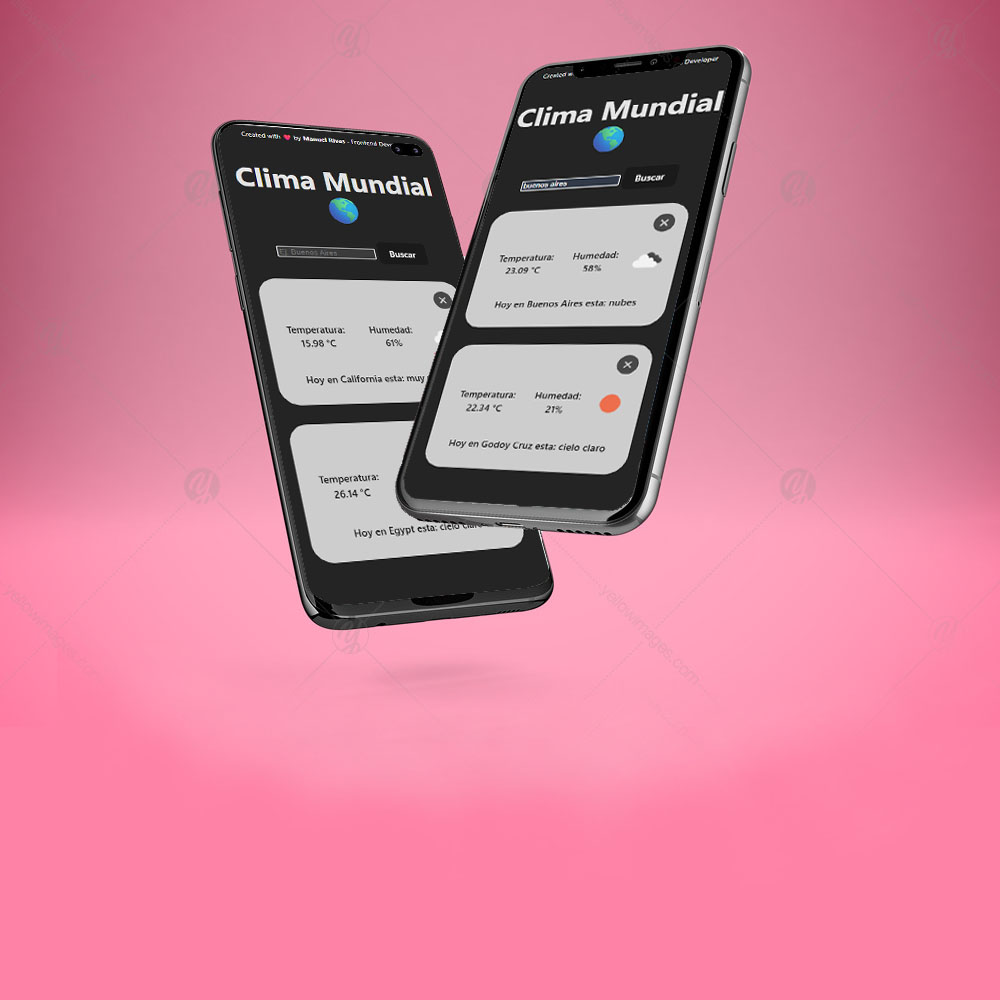 Created with ❤ by Manuel Rivas - Frontend Dev
Clima Mundial
Ej. Buenos Aires
Buscar
Temperatura:
15.98 °C
Humedad:
61%
Hoy en California esta: muy
Temperatura:
26.14 °C
Hoy en Egypt esta: cielo claro
Created
Developer
Clima Mundial
buenos aires
Buscar
Temperatura:
23.09 °C
Humedad:
58%
Hoy en Buenos Aires esta: nubes
Temperatura:
22.34 °C
Humedad:
21%
Hoy en Godoy Cruz esta: cielo claro
yellowimages.com